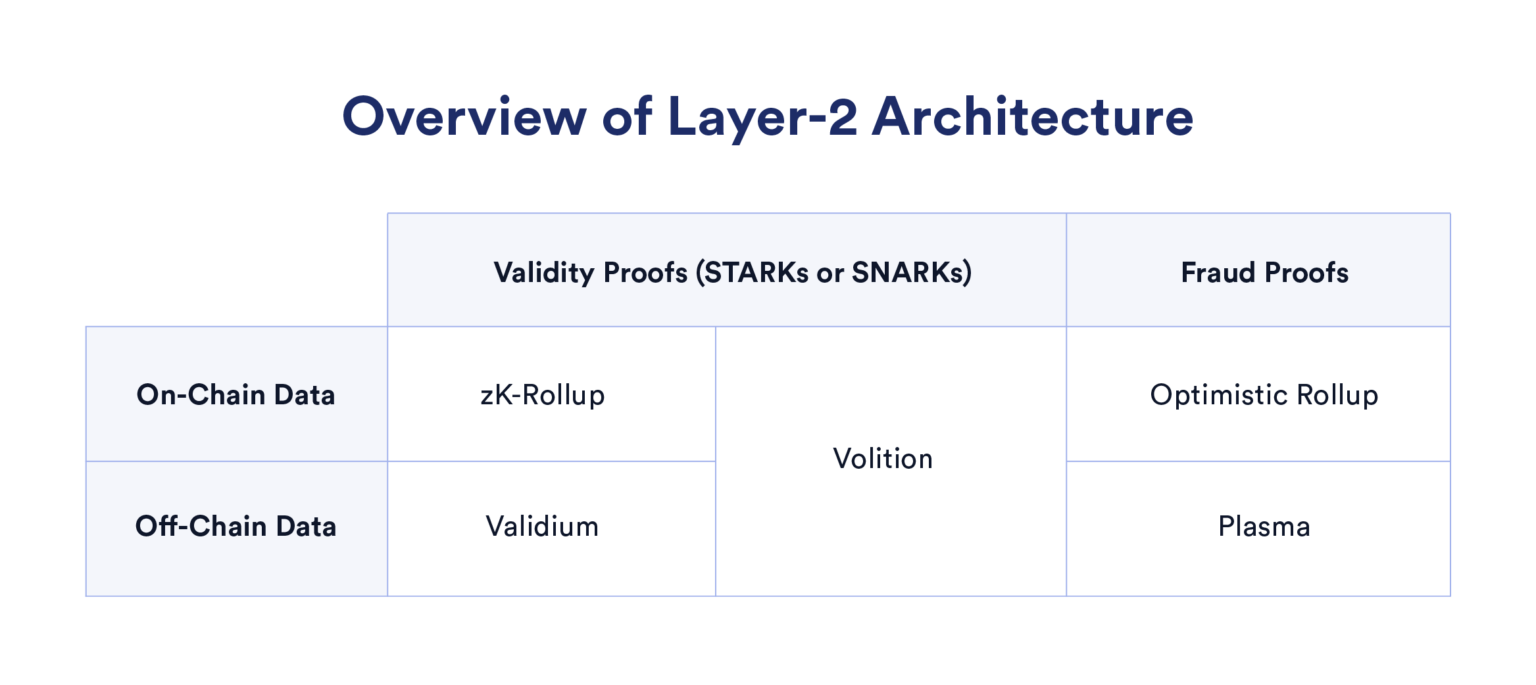 Overview of Layer-2 Architecture
Validity Proofs (STARKs or SNARKs)
Fraud Proofs
On-Chain Data
zK-Rollup
Volition
Optimistic Rollup
Off-Chain Data
Validium
Plasma